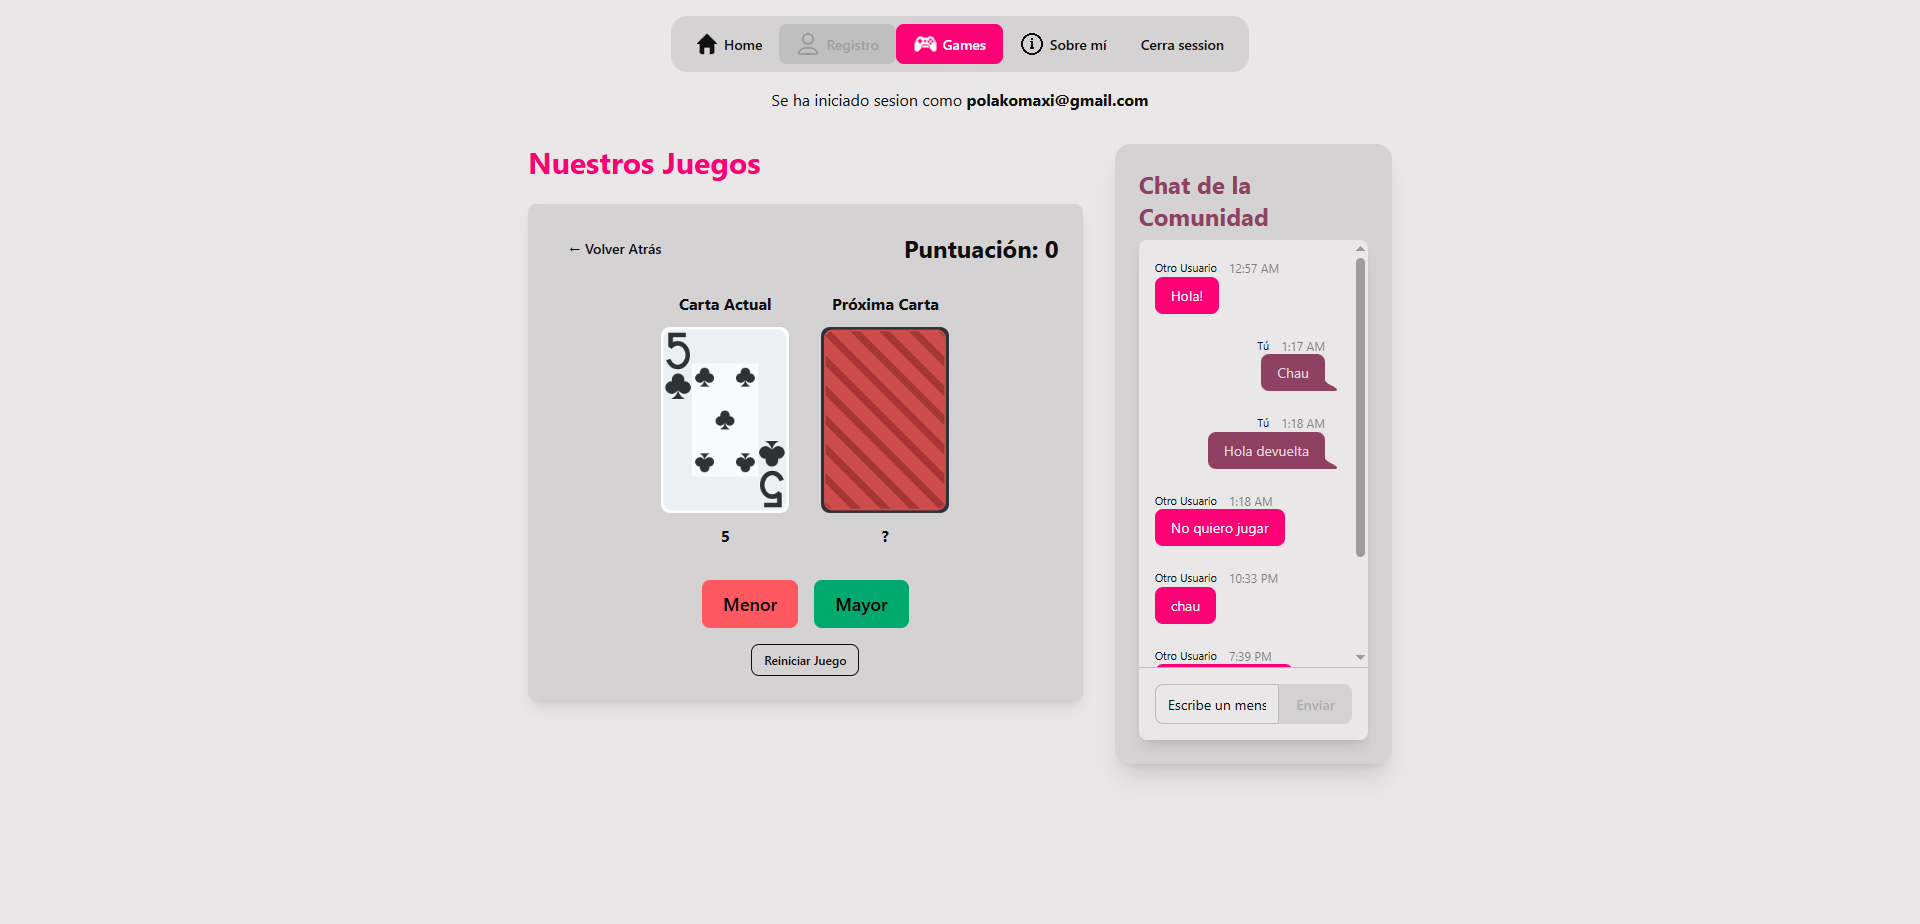 Home
Registro
Games
Sobre mí
Cerra session
Se ha iniciado sesion como polakomaxi@gmail.com
Nuestros Juegos
← Volver Atrás
Puntuación: 0
Carta Actual
Próxima Carta
5
5
5
?
Menor
Mayor
Reiniciar Juego
Chat de la
Comunidad
Otro Usuario 12:57 AM
Hola!
Tú 1:17 AM
Chau
Tú 1:18 AM
Hola devuelta
Otro Usuario 1:18 AM
No quiero jugar
Otro Usuario 10:33 PM
chau
Otro Usuario 7:39 PM
Escribe un mens
Enviar